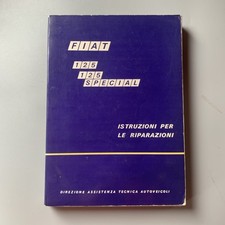 FIAT
125
125
SPECIAL
ISTRUZIONI PER
LE RIPARAZIONI
DIREZIONE ASSISTENZA TECNICA AUTOVEICOLI